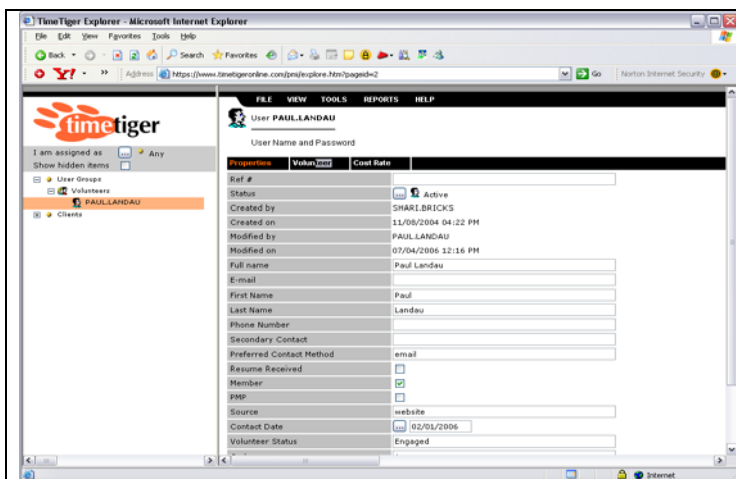 TimeTiger Explorer - Microsoft Internet Explorer
File Edit View Favorites Tools Help
Back Search Favorites
Address https://www.timetigeronline.com/pmi/explore.htm?pageid=2 Go Norton Internet Security
FILE VIEW TOOLS REPORTS HELP
timetiger
User PAUL.LANDAU
User Name and Password
I am assigned as ... Any
Show hidden items
Properties Volunteer Cost Rate
User Groups
Volunteers
PAUL.LANDAU
Clients
Ref #
Status ... Active
Created by SHARI.BRICKS
Created on 11/08/2004 04:22 PM
Modified by PAUL.LANDAU
Modified on 07/04/2006 12:16 PM
Full name Paul Landau
E-mail
First Name Paul
Last Name Landau
Phone Number
Secondary Contact
Preferred Contact Method email
Resume Received
Member
PMP
Source website
Contact Date ... 02/01/2006
Volunteer Status Engaged
Internet